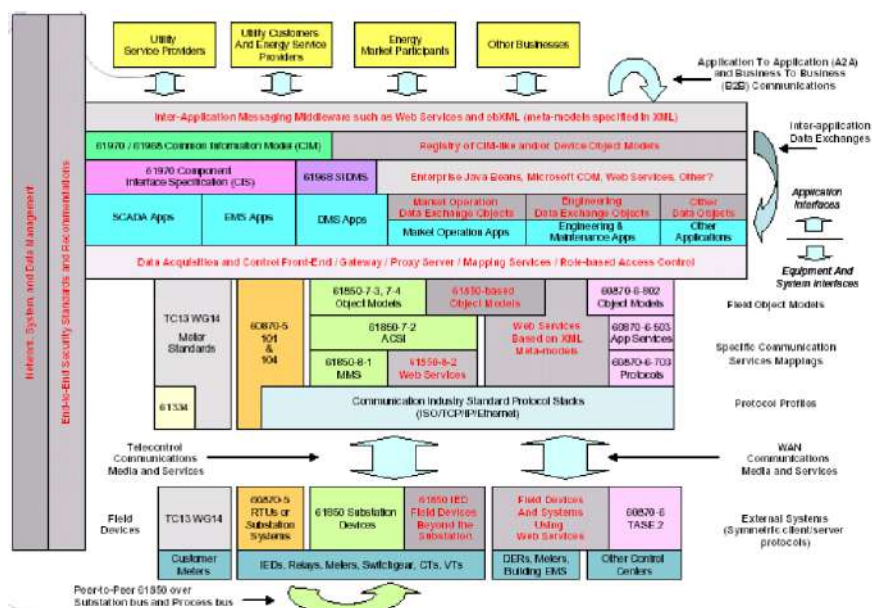 Network, System, and Data Management
End-to-End Security Standards and Recommendations
Utility
Service Providers
Utility Customers
And Energy Service
Providers
Energy
Market Participants
Other Businesses
Application To Application (A2A)
and Business To Business
(B2B) Communications
Inter-Application Messaging Middleware such as Web Services and ebXML (meta-models specified in XML)
Inter-application
Data Exchanges
61970 / 61968 Common Information Model (CIM)
Registry of CIM-like and/or Device Object Models
61970 Component
Interface Specification (CIS)
61968 SIDMS
Enterprise Java Beans, Microsoft COM, Web Services, Other?
SCADA Apps
EMS Apps
DMS Apps
Market Operation
Data Exchange Objects
Engineering
Data Exchange Objects
Other
Data Objects
Market Operation Apps
Engineering &
Maintenance Apps
Other
Applications
Application
Interfaces
Data Acquisition and Control Front-End / Gateway / Proxy Server / Mapping Services / Role-based Access Control
Equipment And
System Interfaces
TC13 WG14
Meter
Standards
60870-5
101
&
104
61850-7-3, 7-4
Object Models
61850-based
Object Models
60870-6-802
Object Models
Field Object Models
61850-7-2
ACSI
Web Services
Based on XML
Meta-models
60870-6-503
App Services
Specific Communication
Services Mappings
61850-8-1
MMS
61850-8-2
Web Services
60870-6-703
Protocols
61334
Communication Industry Standard Protocol Stacks
(ISO/TCP/IP/Ethernet)
Protocol Profiles
Telecontrol
Communications
Media and Services
WAN
Communications
Media and Services
Field
Devices
TC13 WG14
60870-5
RTUs or
Substation
Systems
61850 Substation
Devices
61850 IED
Field Devices
Beyond the
Substation
Field Devices
And Systems
Using
Web Services
60870-6
TASE.2
External Systems
(Symmetric client/server
protocols)
Customer
Meters
IEDs, Relays, Meters, Switchgear, CTs, VTs
DERs, Meters,
Building EMS
Other Control
Centers
Peer-to-Peer 61850 over
Substation bus and Process bus